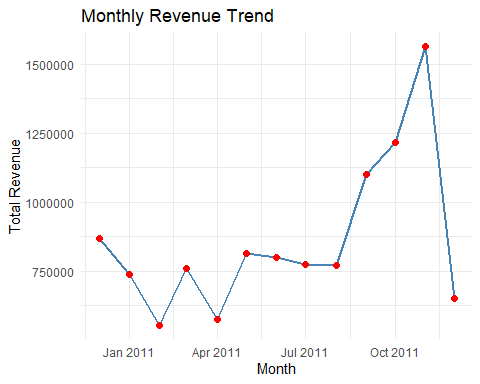 Monthly Revenue Trend
Total Revenue
1500000
1250000
1000000
750000
Jan 2011 Apr 2011 Jul 2011 Oct 2011
Month